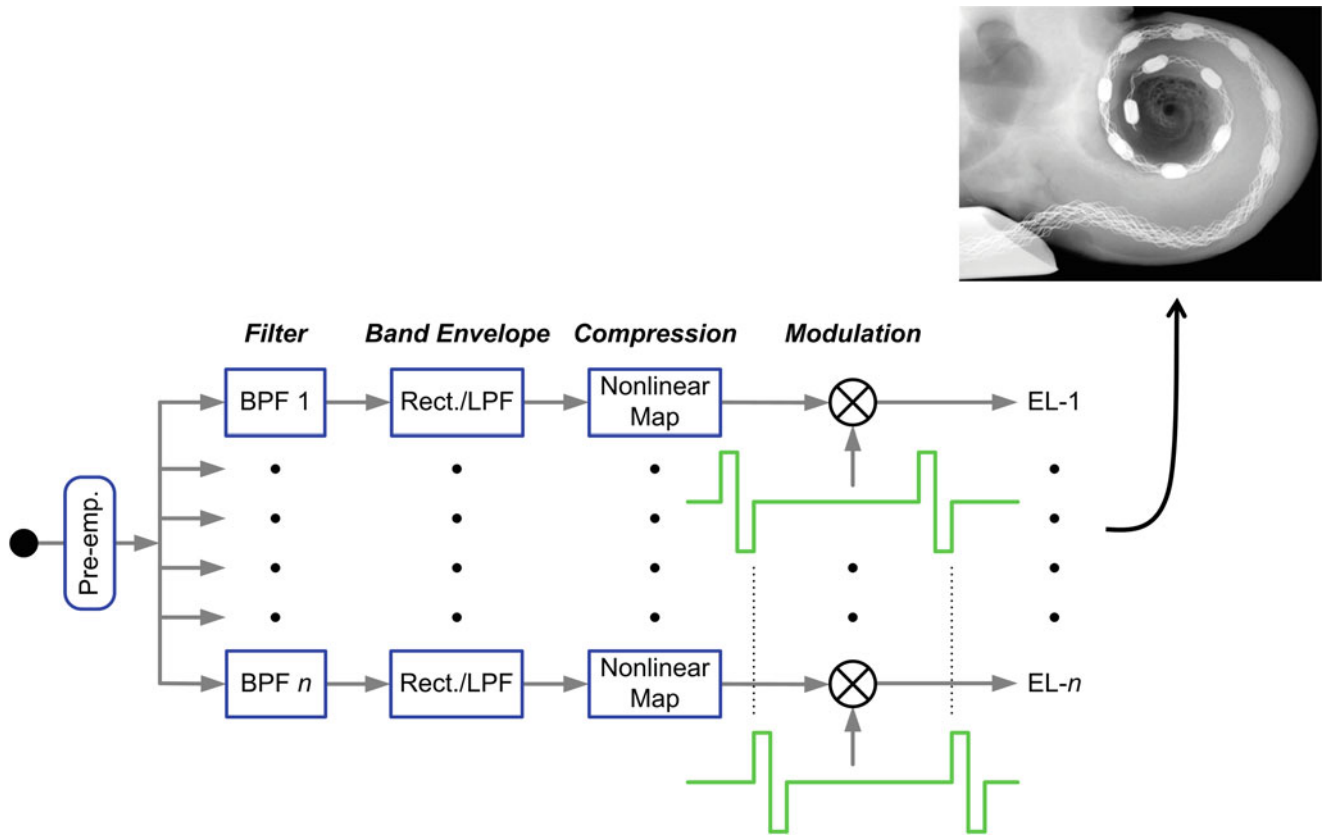 Filter Band Envelope Compression Modulation
BPF 1 Rect./LPF Nonlinear Map EL-1
Pre-emp.
BPF n Rect./LPF Nonlinear Map EL-n